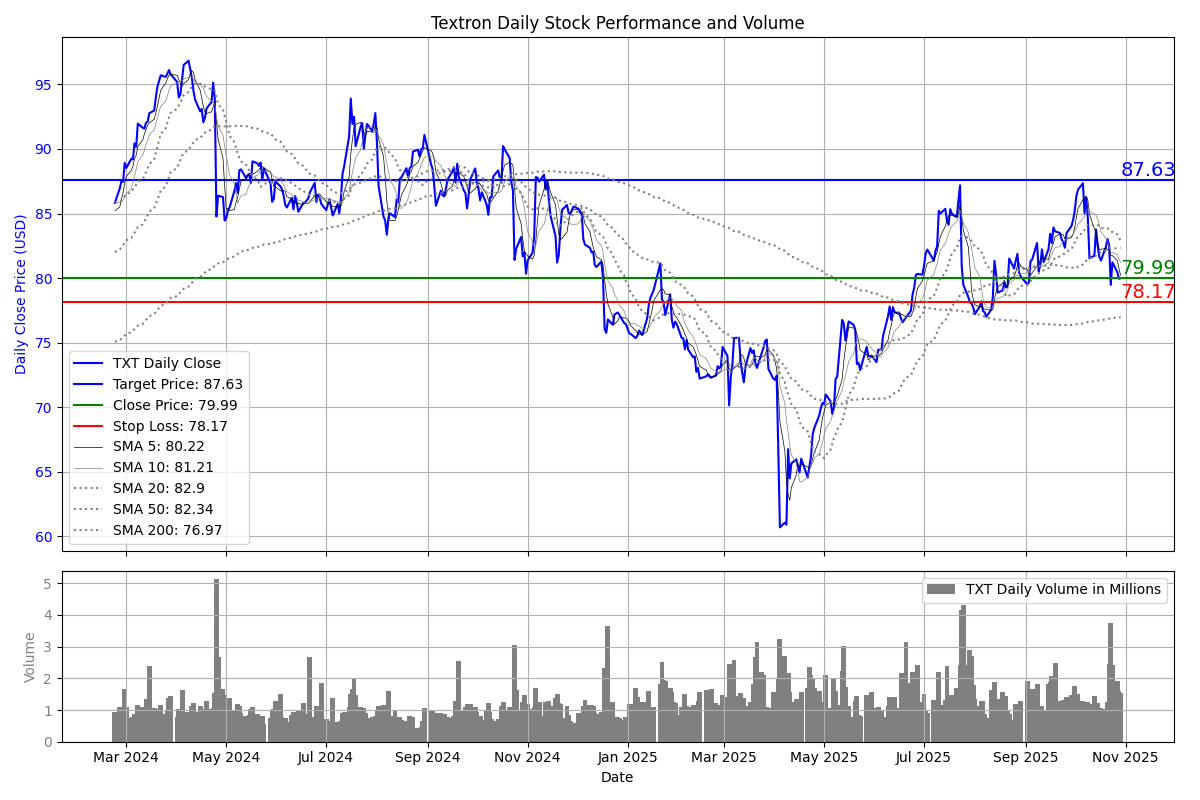 Textron Daily Stock Performance and Volume
Daily Close Price (USD)
95
90
85
80
75
70
65
60
87.63
79.99
78.17
TXT Daily Close
Target Price: 87.63
Close Price: 79.99
Stop Loss: 78.17
SMA 5: 80.22
SMA 10: 81.21
SMA 20: 82.9
SMA 50: 82.34
SMA 200: 76.97
Volume
5
4
3
2
1
0
TXT Daily Volume in Millions
Mar 2024 May 2024 Jul 2024 Sep 2024 Nov 2024 Jan 2025 Mar 2025 May 2025 Jul 2025 Sep 2025 Nov 2025
Date